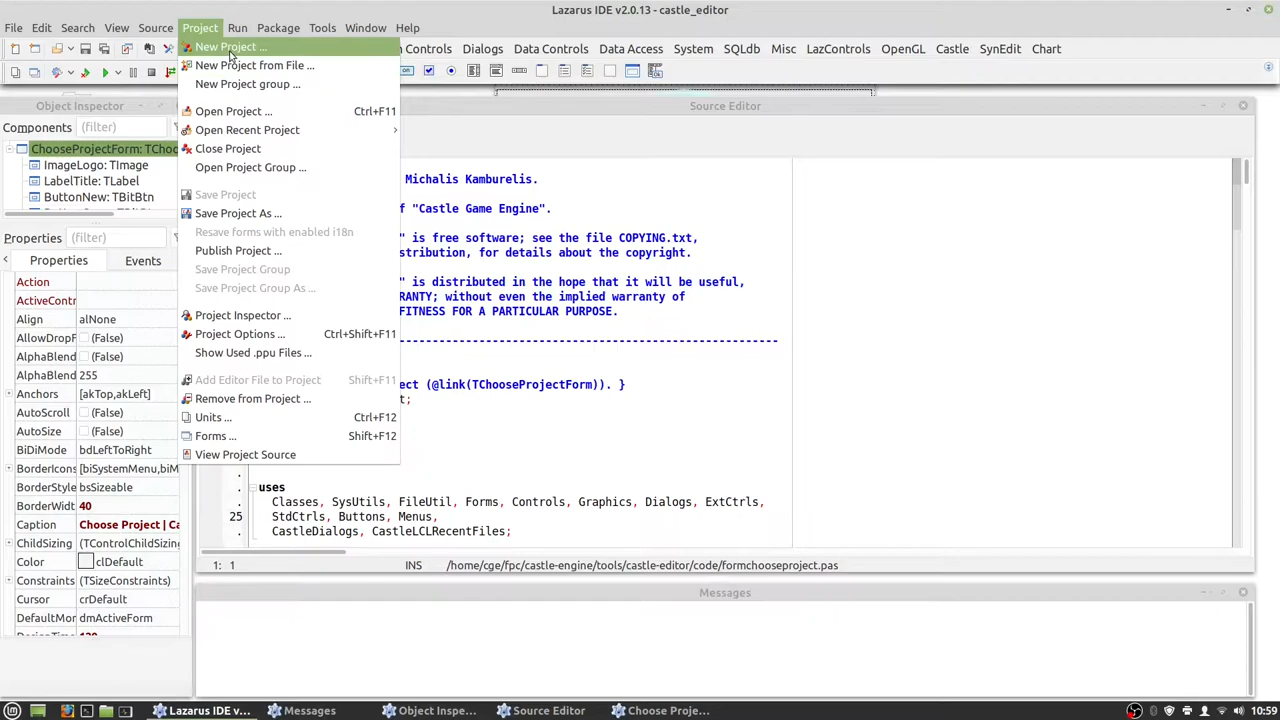 Lazarus IDE v2.0.13 - castle_editor
File Edit View Source Project Run Package Tools Window Help
Controls Dialogs Data Controls Data Access System SQLdb Misc LazControls OpenGL Castle SynEdit Chart
New Project ...
New Project from File ...
New Project group ...
Open Project ... Ctrl+F11
Open Recent Project
Close Project
Open Project Group ...
Save Project
Save Project As ...
Resave forms with enabled i18n
Publish Project ...
Save Project Group
Save Project Group As ...
Project Inspector ...
Project Options ... Ctrl+Shift+F11
Show Used .ppu Files ...
Add Editor File to Project Shift+F11
Remove from Project ...
Units ... Ctrl+F12
Forms ... Shift+F12
View Project Source
Object Inspector
Components (filter)
ChooseProjectForm: TChoo
ImageLogo: TImage
LabelTitle: TLabel
ButtonNew: TBitBtn
Properties (filter)
Properties Events
Action
ActiveContr
Align alNone
AllowDropF (False)
AlphaBlend (False)
AlphaBlend 255
Anchors [akTop,akLeft]
AutoScroll (False)
AutoSize (False)
BiDiMode bdLeftToRight
BorderIcons [biSystemMenu,biM
BorderStyle bsSizeable
BorderWidt 40
Caption Choose Project | Ca
ChildSizing (TControlChildSizin
Color clDefault
Constraints (TSizeConstraints)
Cursor crDefault
DefaultMor dmActiveForm
DesignTime 120
Source Editor
Michalis Kamburelis.
f "Castle Game Engine".
" is free software; see the file COPYING.txt,
stribution, for details about the copyright.
" is distributed in the hope that it will be useful,
RANTY; without even the implied warranty of
FITNESS FOR A PARTICULAR PURPOSE.
----------------------------------------------------
ect (@link(TChooseProjectForm)). }
t;
uses
Classes, SysUtils, FileUtil, Forms, Controls, Graphics, Dialogs, ExtCtrls,
25 StdCtrls, Buttons, Menus,
CastleDialogs, CastleLCLRecentFiles;
1: 1 INS /home/cge/fpc/castle-engine/tools/castle-editor/code/formchooseproject.pas
Messages
Lazarus IDE v... Messages Object Inspe... Source Editor Choose Proje... 10:59